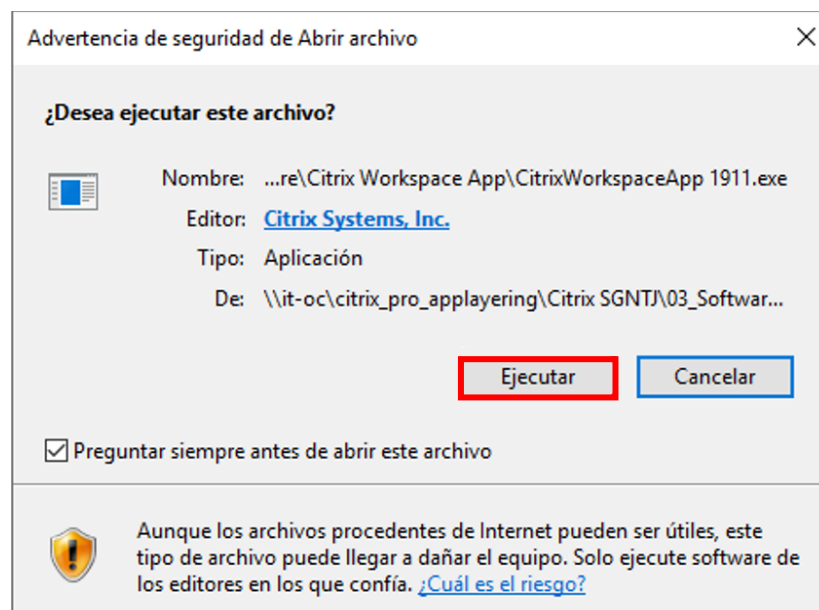 Advertencia de seguridad de Abrir archivo
¿Desea ejecutar este archivo?
Nombre: ...re\Citrix Workspace App\CitrixWorkspaceApp 1911.exe
Editor: Citrix Systems, Inc.
Tipo: Aplicación
De: \\it-oc\citrix_pro_applayering\Citrix SGNTJ\03_Softwar...
Ejecutar Cancelar
Preguntar siempre antes de abrir este archivo
Aunque los archivos procedentes de Internet pueden ser útiles, este
tipo de archivo puede llegar a dañar el equipo. Solo ejecute software de
los editores en los que confía. ¿Cuál es el riesgo?